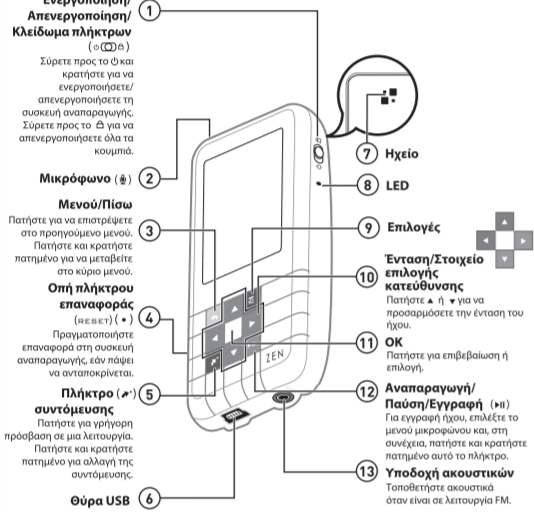 Ενεργοποίηση/
Απενεργοποίηση/
Κλείδωμα πλήκτρων
Σύρετε προς το ⏻ και
κρατήστε για να
ενεργοποιήσετε/
απενεργοποιήσετε τη
συσκευή αναπαραγωγής.
Σύρετε προς το 🔒 για να
απενεργοποιήσετε όλα τα
κουμπιά.
1
Μικρόφωνο (🎤) 2
Μενού/Πίσω
Πατήστε για να επιστρέψετε
στο προηγούμενο μενού.
Πατήστε και κρατήστε
πατημένο για να μεταβείτε
στο κύριο μενού.
3
Οπή πλήκτρου
επαναφοράς
(RESET) ( • )
Πραγματοποιήστε
επαναφορά στη συσκευή
αναπαραγωγής, εάν πάψει
να ανταποκρίνεται.
4
Πλήκτρο
συντόμευσης
Πατήστε για γρήγορη
πρόσβαση σε μια λειτουργία.
Πατήστε και κρατήστε
πατημένο για αλλαγή της
συντόμευσης.
5
Θύρα USB 6
7 Ηχείο
8 LED
9 Επιλογές
10 Ένταση/Στοιχείο
επιλογής
κατεύθυνσης
Πατήστε ▲ ή ▼ για να
προσαρμόσετε την ένταση του
ήχου.
11 OK
Πατήστε για επιβεβαίωση ή
επιλογή.
12 Αναπαραγωγή/
Παύση/Εγγραφή (▶II)
Για εγγραφή ήχου, επιλέξτε το
μενού μικροφώνου και, στη
συνέχεια, πατήστε και κρατήστε
πατημένο αυτό το πλήκτρο.
13 Υποδοχή ακουστικών
Τοποθετήστε ακουστικά
όταν είναι σε λειτουργία FM.
ZEN